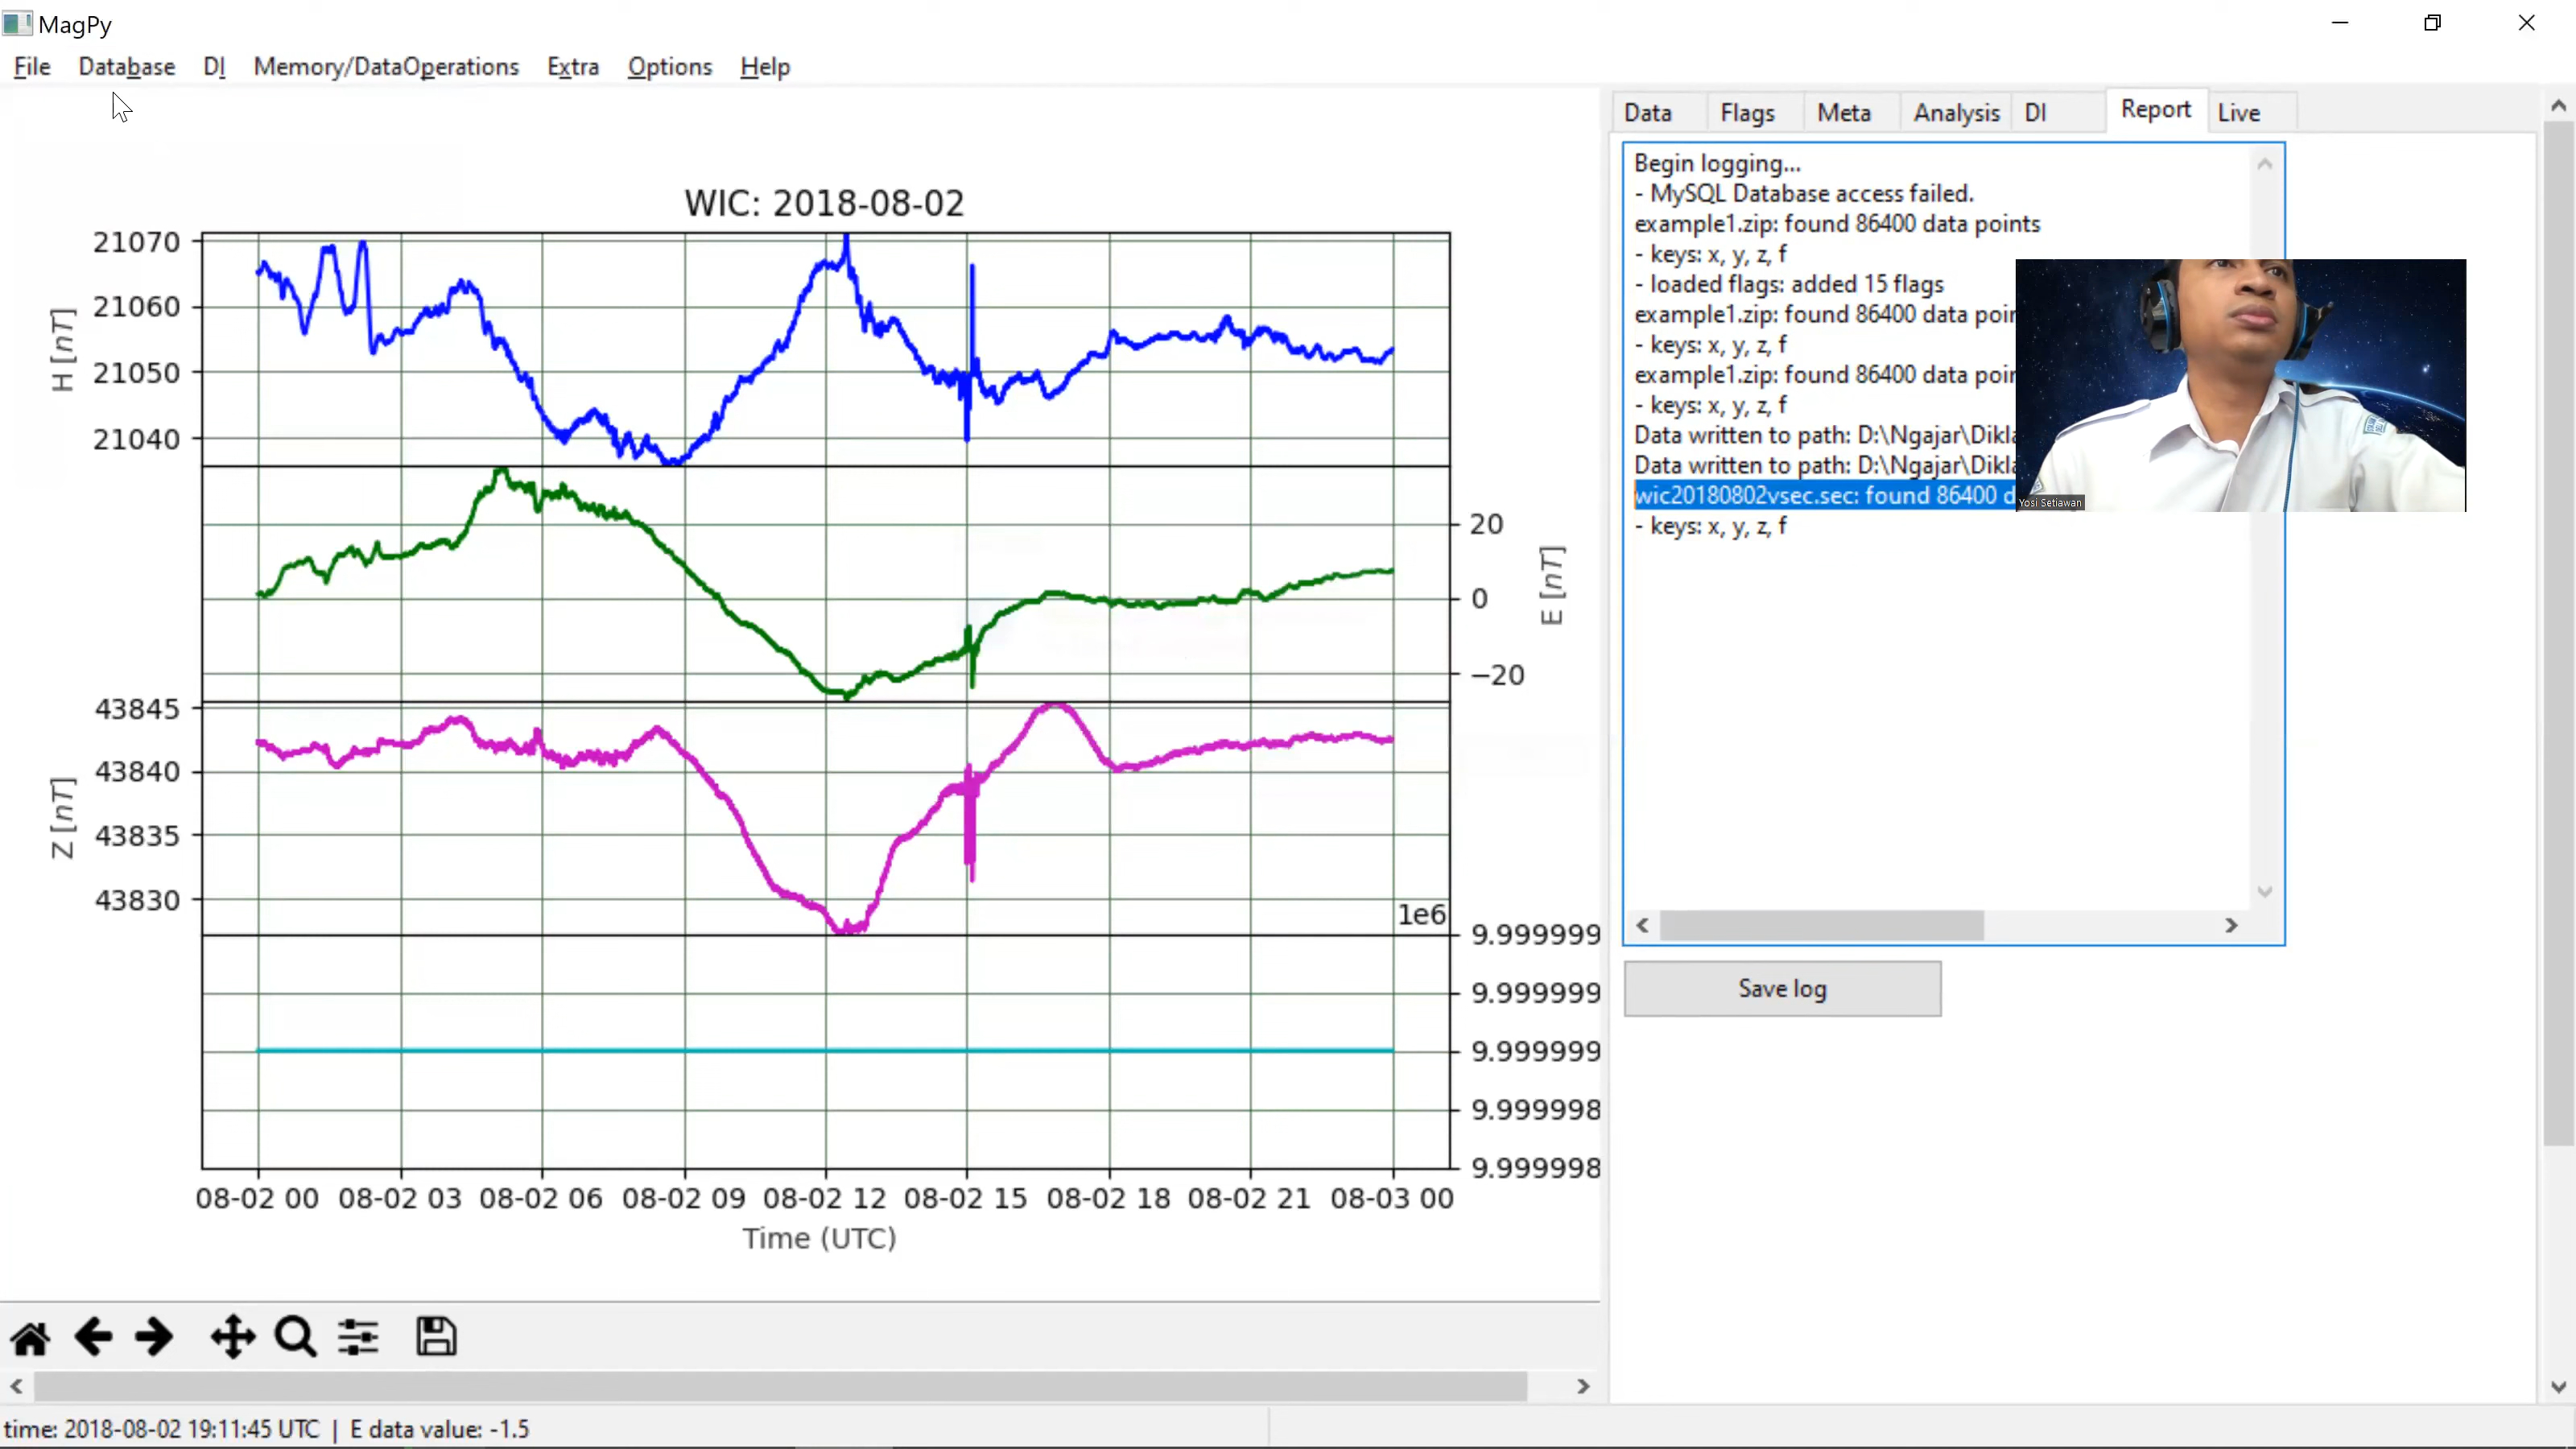 MagPy
File Database DI Memory/DataOperations Extra Options Help
WIC: 2018-08-02
21070
21060
21050
21040
H [nT]
20
0
−20
E [nT]
43845
43840
43835
43830
Z [nT]
1e6
9.999999
9.999999
9.999999
9.999998
9.999998
08-02 00 08-02 03 08-02 06 08-02 09 08-02 12 08-02 15 08-02 18 08-02 21 08-03 00
Time (UTC)
time: 2018-08-02 19:11:45 UTC | E data value: -1.5
Data Flags Meta Analysis DI Report Live
Begin logging...
- MySQL Database access failed.
example1.zip: found 86400 data points
- keys: x, y, z, f
- loaded flags: added 15 flags
example1.zip: found 86400 data poin
- keys: x, y, z, f
example1.zip: found 86400 data poin
- keys: x, y, z, f
Data written to path: D:\Ngajar\Dikla
Data written to path: D:\Ngajar\Dikla
wic20180802vsec.sec: found 86400 d
- keys: x, y, z, f
Yosi Setiawan
Save log